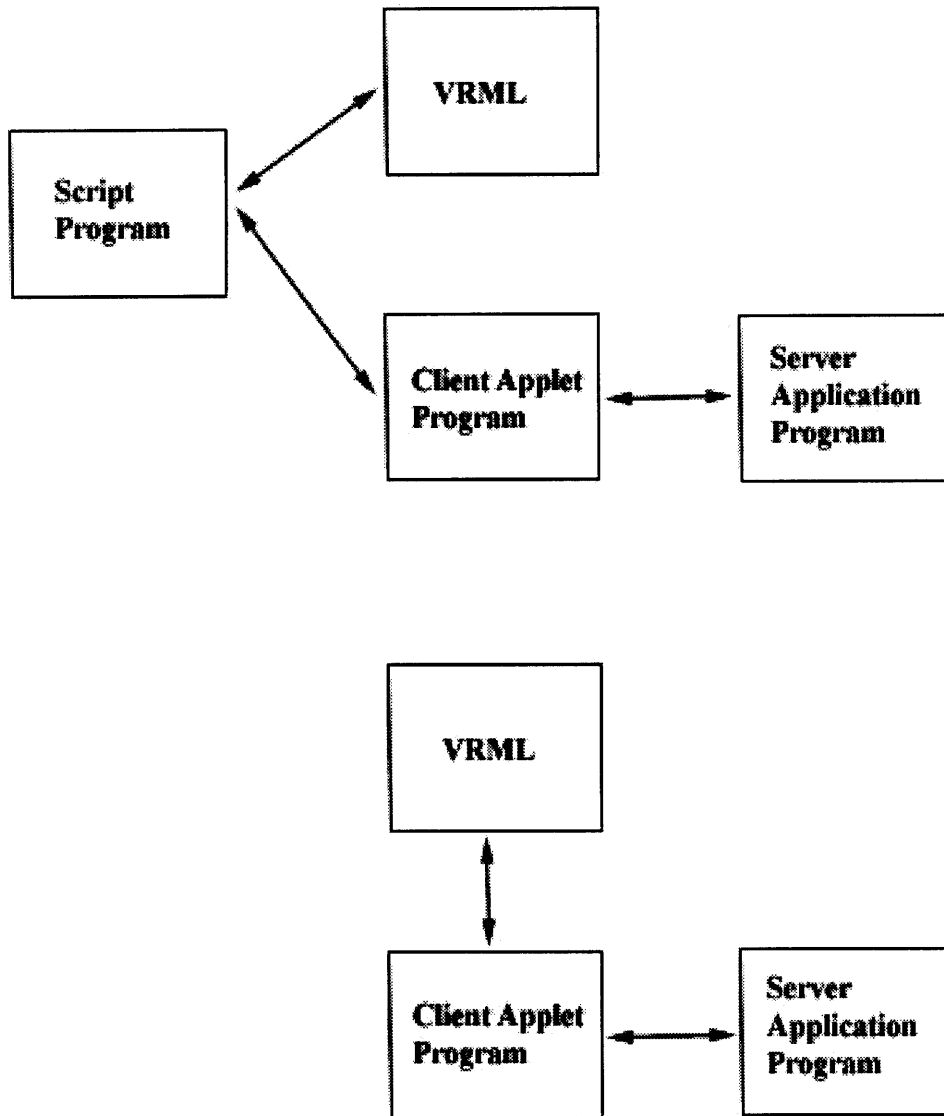 VRML
Script
Program
Client Applet
Program
Server
Application
Program
VRML
Client Applet
Program
Server
Application
Program